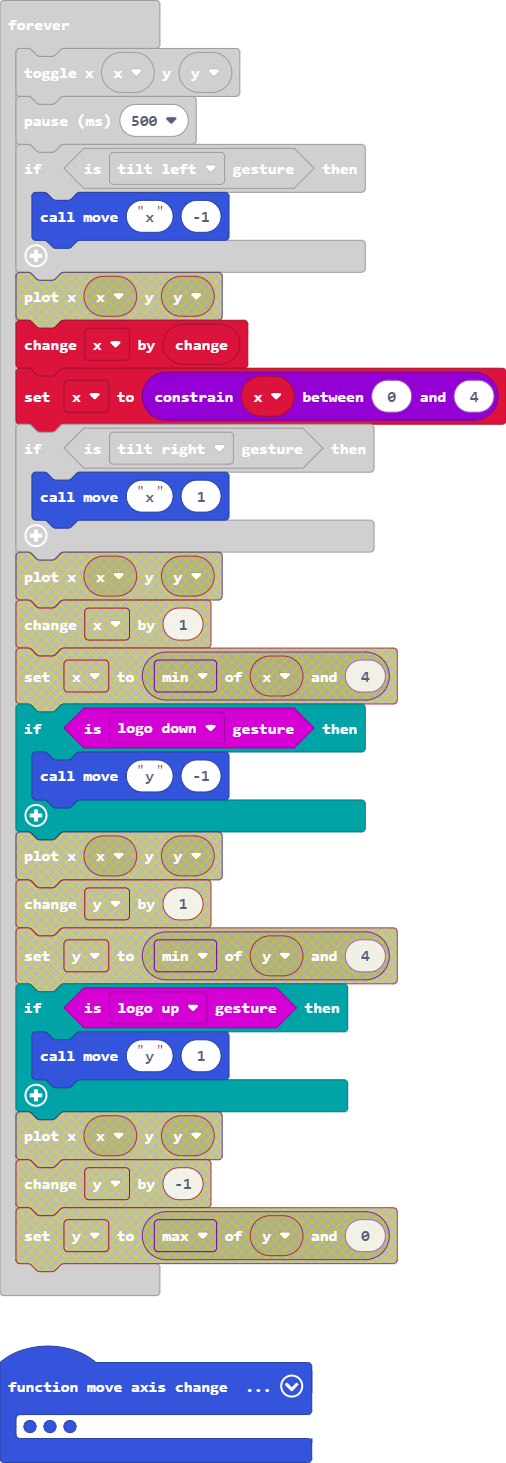 forever
toggle x x y y
pause (ms) 500
if is tilt left gesture then
call move "x" -1
plot x x y y
change x by change
set x to constrain x between 0 and 4
if is tilt right gesture then
call move "x" 1
plot x x y y
change x by 1
set x to min of x and 4
if is logo down gesture then
call move "y" -1
plot x x y y
change y by 1
set y to min of y and 4
if is logo up gesture then
call move "y" 1
plot x x y y
change y by -1
set y to max of y and 0
function move axis change ...